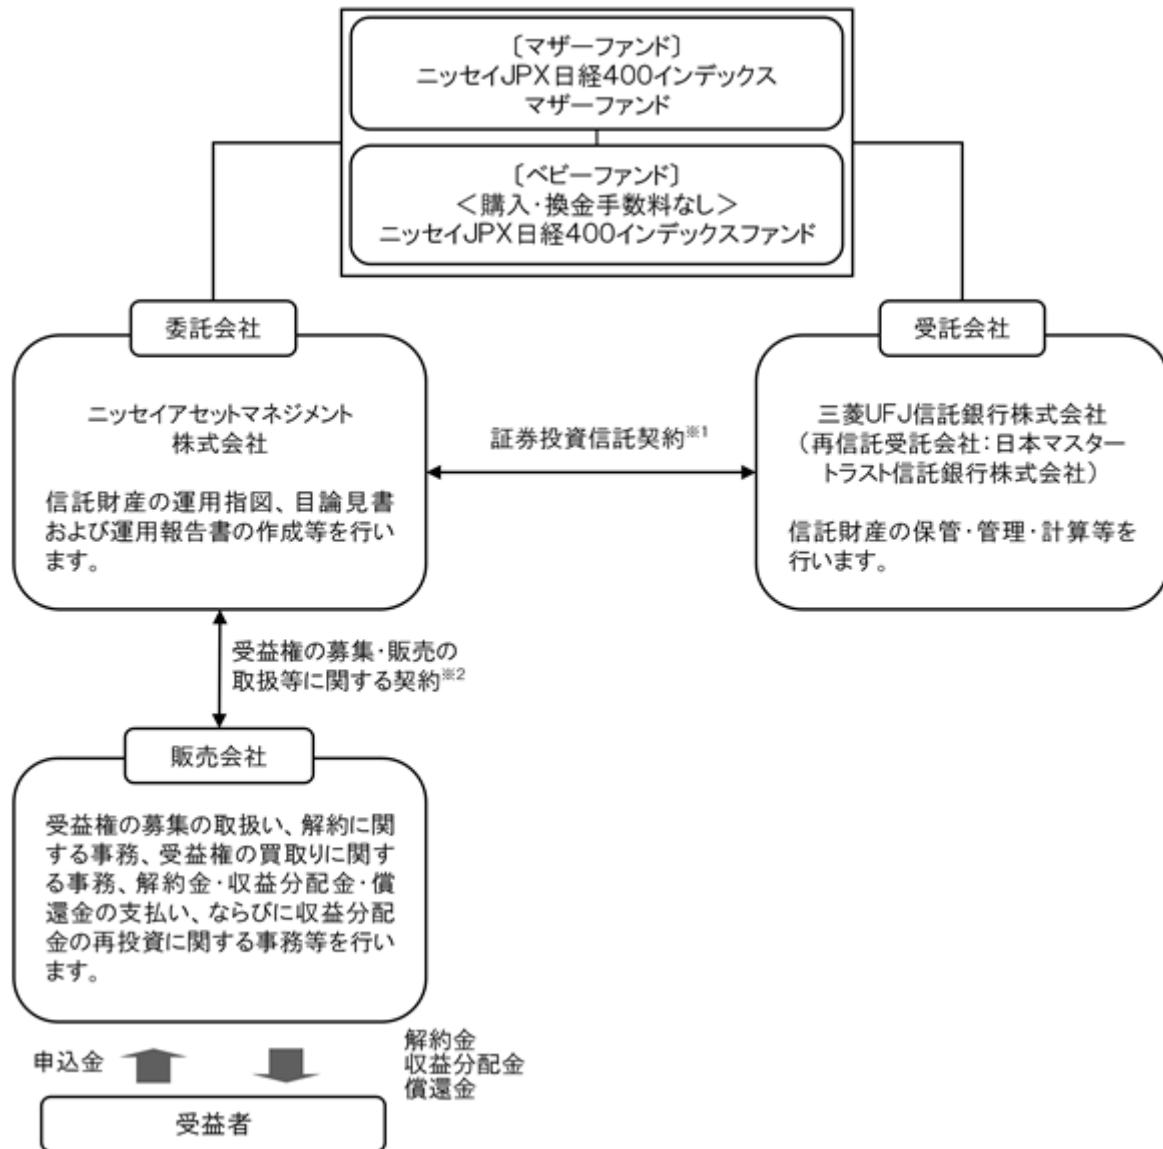 〔マザーファンド〕
ニッセイJPX日経400インデックス
マザーファンド
〔ベビーファンド〕
＜購入・換金手数料なし＞
ニッセイJPX日経400インデックスファンド
委託会社
ニッセイアセットマネジメント
株式会社
信託財産の運用指図、目論見書
および運用報告書の作成等を行い
ます。
証券投資信託契約※1
受託会社
三菱UFJ信託銀行株式会社
（再信託受託会社：日本マスター
トラスト信託銀行株式会社）
信託財産の保管・管理・計算等を
行います。
受益権の募集・販売の
取扱等に関する契約※2
販売会社
受益権の募集の取扱い、解約に関
する事務、受益権の買取りに関す
る事務、解約金・収益分配金・償
還金の支払い、ならびに収益分配
金の再投資に関する事務等を行い
ます。
申込金
解約金
収益分配金
償還金
受益者